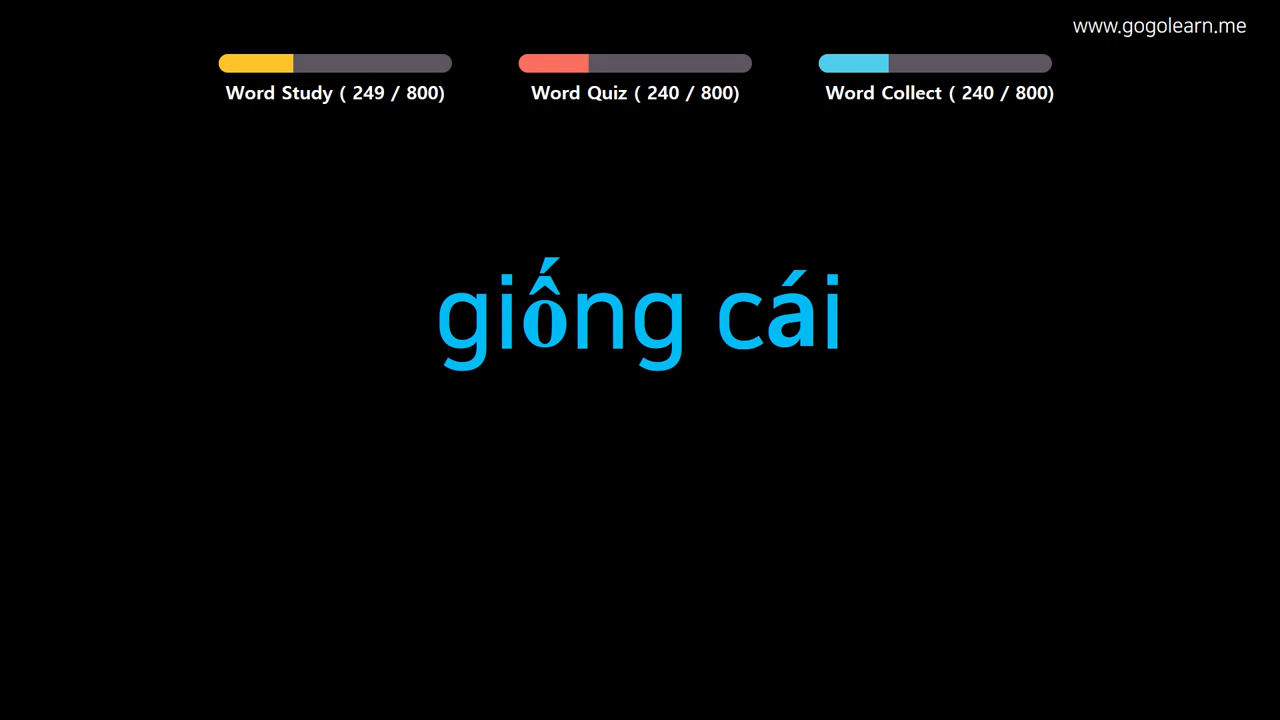 www.gogolearn.me
Word Study ( 249 / 800)
Word Quiz ( 240 / 800)
Word Collect ( 240 / 800)
giống cái